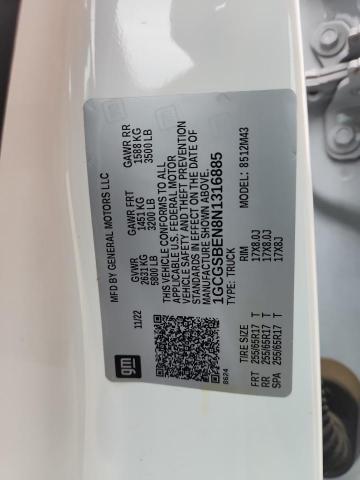 MFD BY GENERAL MOTORS LLC
GVWR GAWR FRT GAWR RR
2631 KG 1451 KG 1588 KG
5800 LB 3200 LB 3500 LB
11/22
THIS VEHICLE CONFORMS TO ALL
APPLICABLE U.S. FEDERAL MOTOR
VEHICLE SAFETY AND THEFT PREVENTION
STANDARDS IN EFFECT ON THE DATE OF
MANUFACTURE SHOWN ABOVE.
1GCGSBEN8N1316885
TYPE: TRUCK MODEL: 8512M43
gm
8624
TIRE SIZE RIM
FRT 255/65R17 T 17X8.0J
RR 255/65R17 T 17X8.0J
SPA 255/65R17 T 17X8J